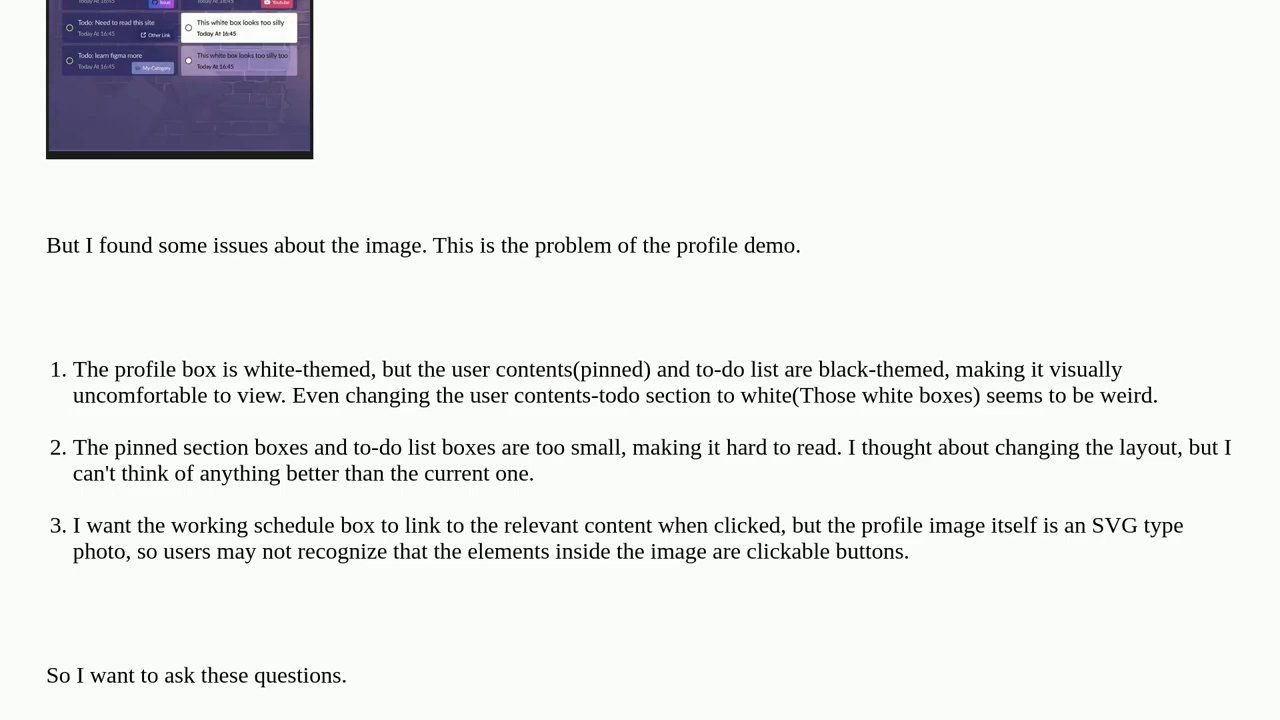 Today At 16:45
Youtube
Todo: Need to read this site
Today At 16:45
Other Link
This white box looks too silly
Today At 16:45
Todo: learn figma more
Today At 16:45
My-Category
This white box looks too silly too
Today At 16:45
But I found some issues about the image. This is the problem of the profile demo.
1. The profile box is white-themed, but the user contents(pinned) and to-do list are black-themed, making it visually
uncomfortable to view. Even changing the user contents-todo section to white(Those white boxes) seems to be weird.
2. The pinned section boxes and to-do list boxes are too small, making it hard to read. I thought about changing the layout, but I
can't think of anything better than the current one.
3. I want the working schedule box to link to the relevant content when clicked, but the profile image itself is an SVG type
photo, so users may not recognize that the elements inside the image are clickable buttons.
So I want to ask these questions.